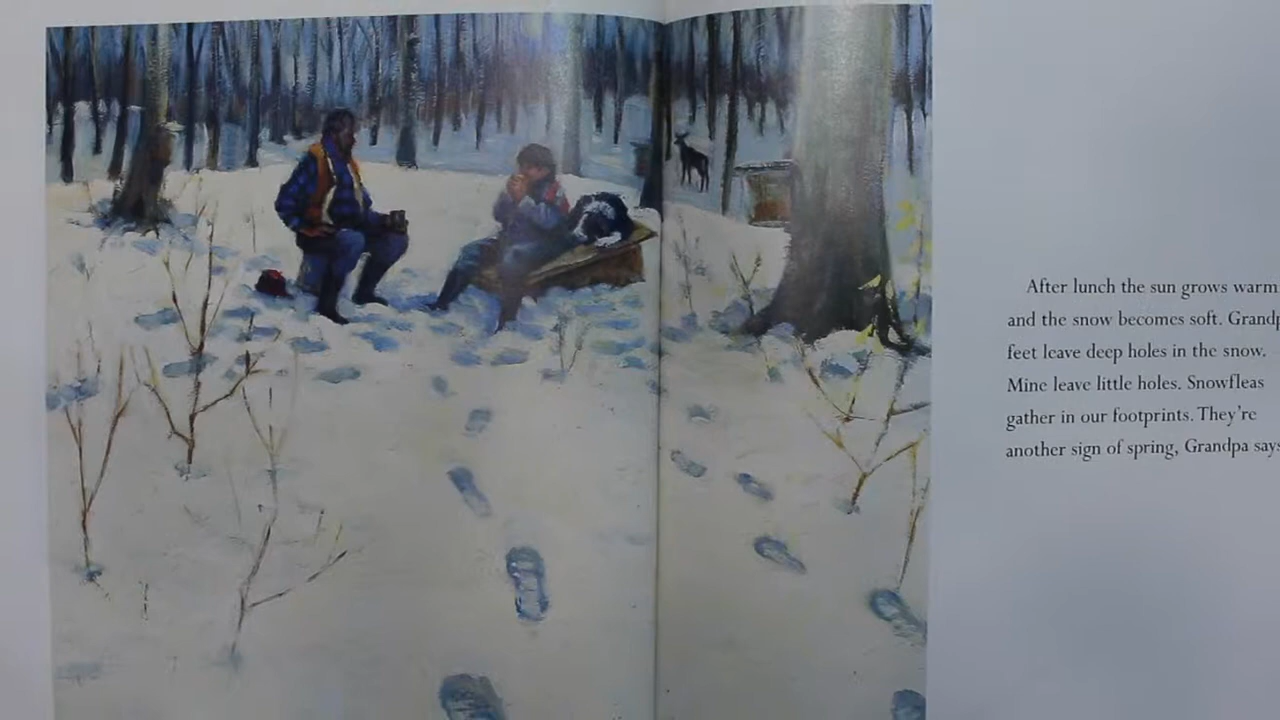 After lunch the sun grows warm
and the snow becomes soft. Grandp
feet leave deep holes in the snow.
Mine leave little holes. Snowfleas
gather in our footprints. They're
another sign of spring, Grandpa says